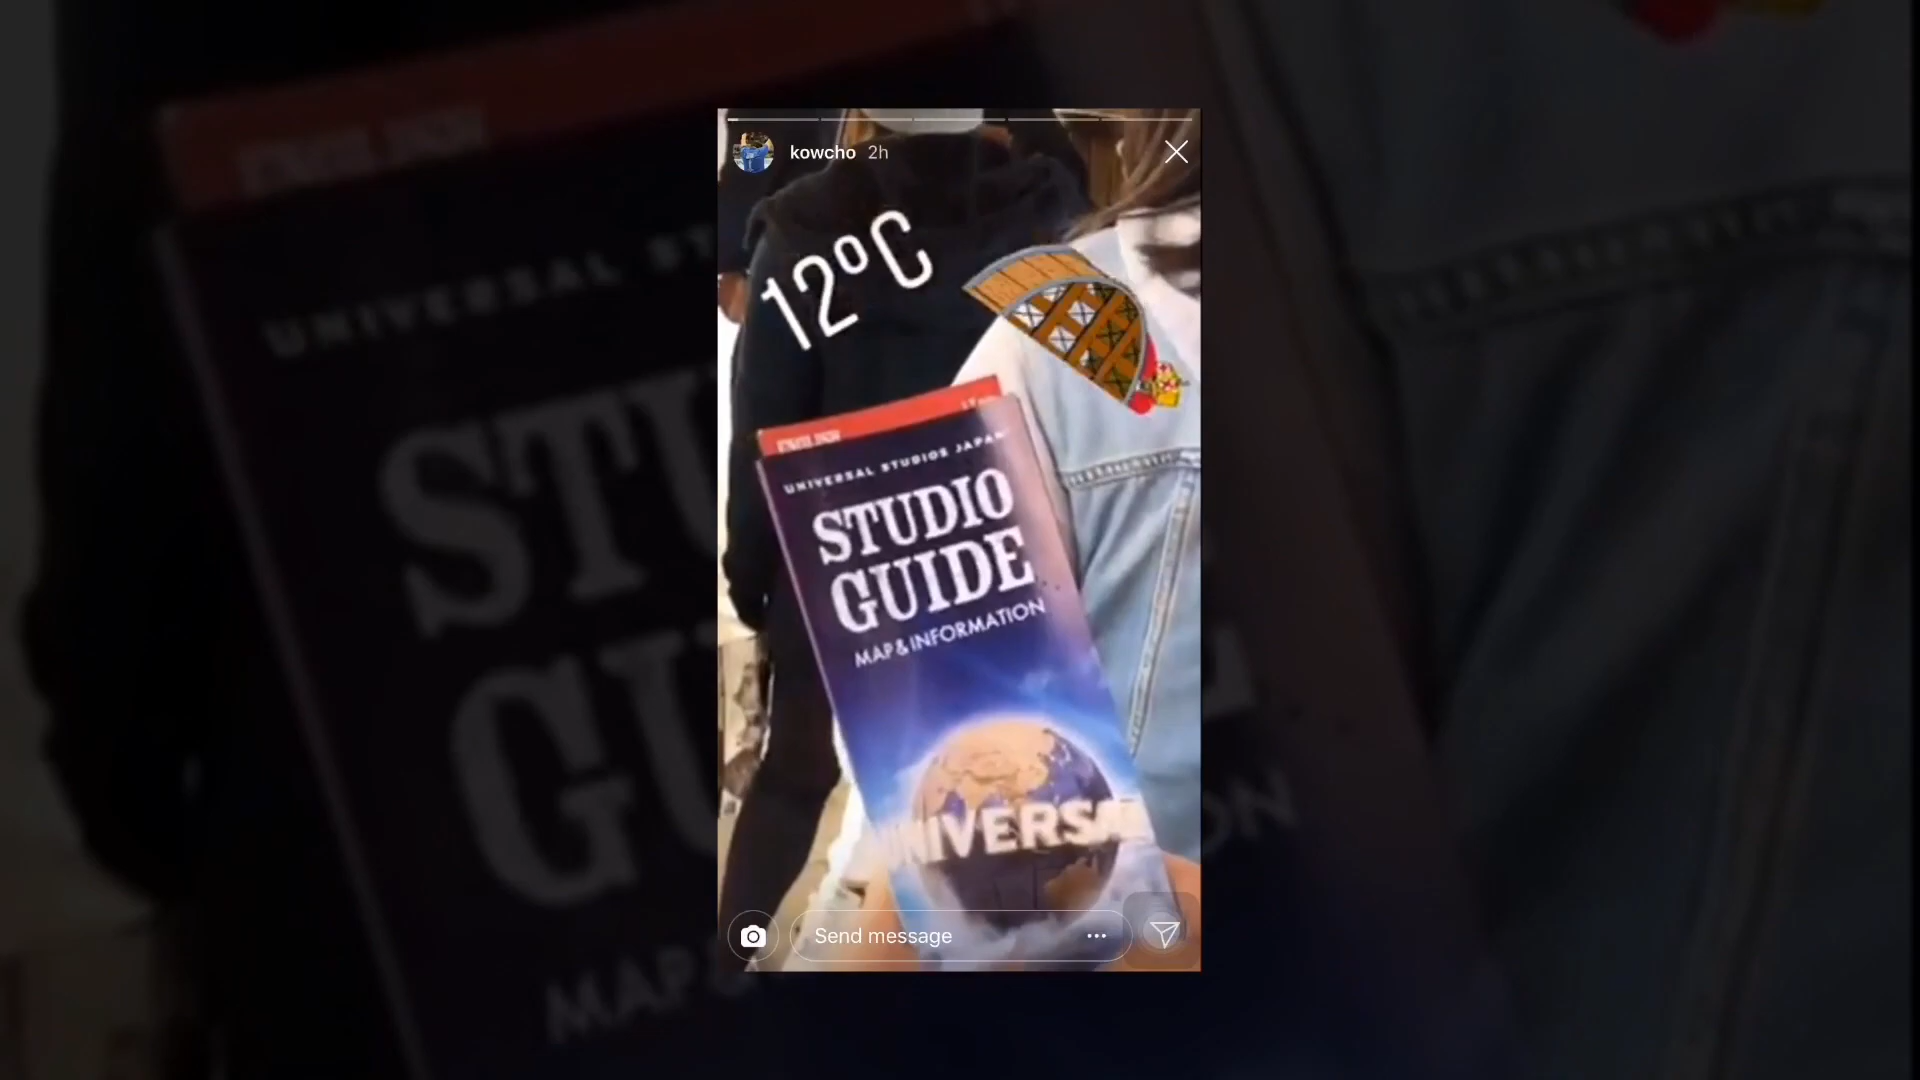 kowcho 2h
12°C
ENGLISH
UNIVERSAL STUDIOS JAPAN
STUDIO
GUIDE
MAP & INFORMATION
UNIVERSAL
Send message